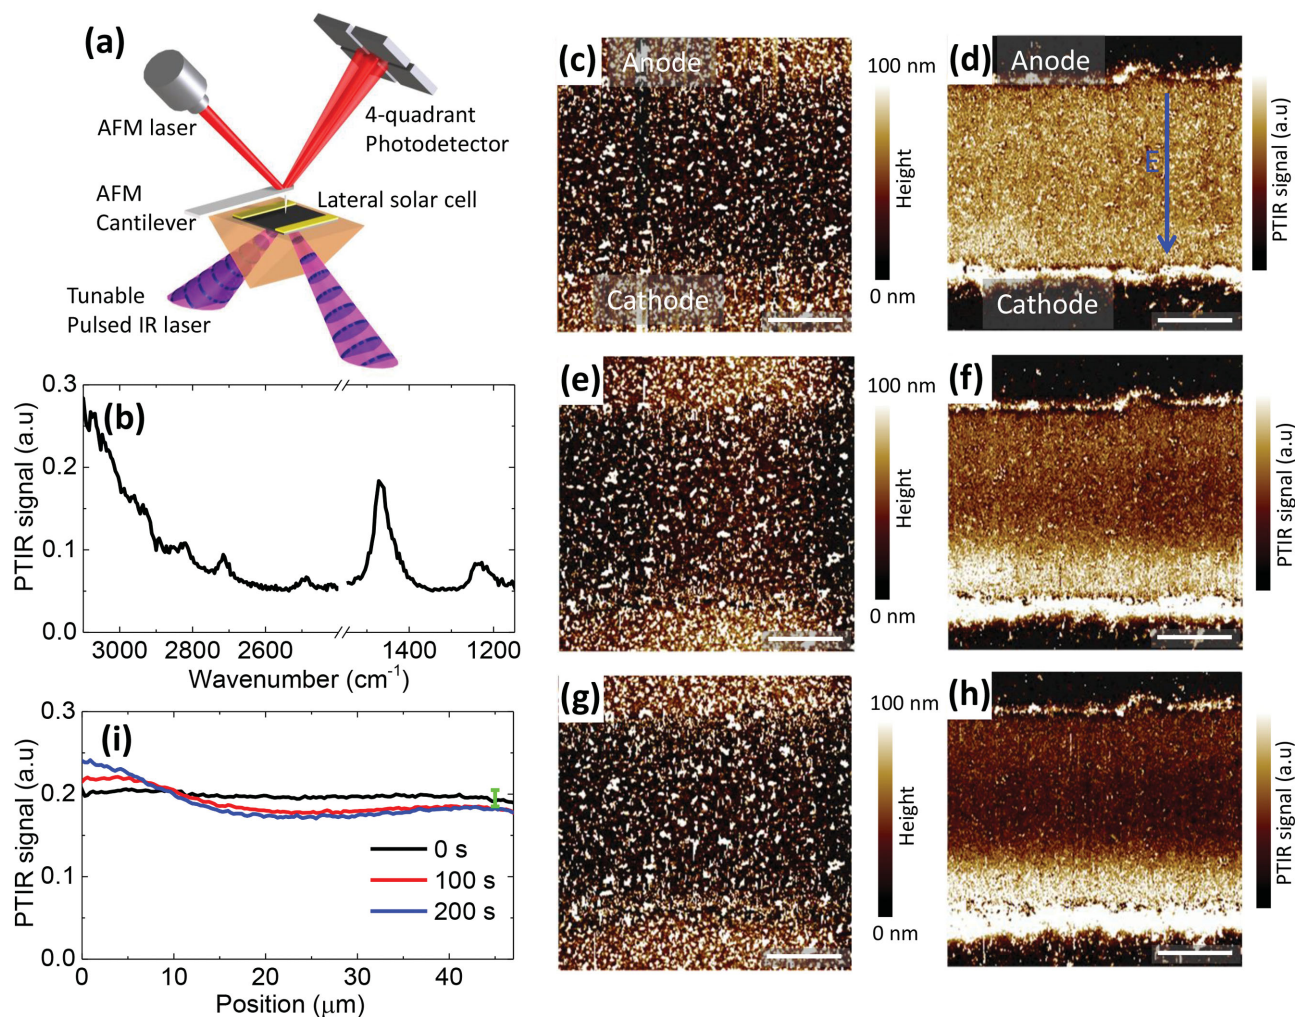 (a)
AFM laser
4-quadrant
Photodetector
AFM
Cantilever
Lateral solar cell
Tunable
Pulsed IR laser
(b)
PTIR signal (a.u)
0.3
0.2
0.1
0.0
3000 2800 2600 1400 1200
Wavenumber (cm-1)
(i)
PTIR signal (a.u)
0.3
0.2
0.1
0.0
0 s
100 s
200 s
0 10 20 30 40
Position (μm)
(c)
Anode
Cathode
100 nm
Height
0 nm
(d)
Anode
E
Cathode
PTIR signal (a.u)
(e)
100 nm
Height
0 nm
(f)
PTIR signal (a.u)
(g)
100 nm
Height
0 nm
(h)
PTIR signal (a.u)